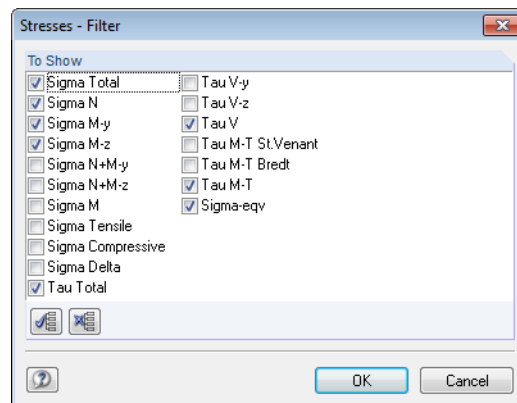 Stresses - Filter
To Show
Sigma Total
Sigma N
Sigma M-y
Sigma M-z
Sigma N+M-y
Sigma N+M-z
Sigma M
Sigma Tensile
Sigma Compressive
Sigma Delta
Tau Total
Tau V-y
Tau V-z
Tau V
Tau M-T St.Venant
Tau M-T Bredt
Tau M-T
Sigma-eqv
OK
Cancel